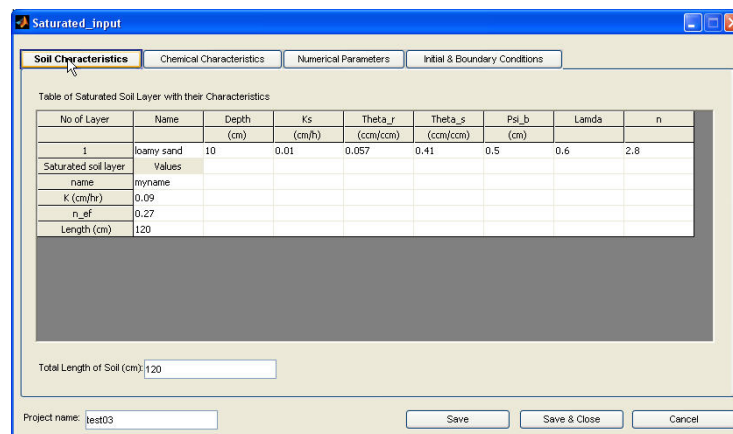 Saturated_input
Soil Characteristics Chemical Characteristics Numerical Parameters Initial & Boundary Conditions
Table of Saturated Soil Layer with their Characteristics
No of Layer Name Depth Ks Theta_r Theta_s Psi_b Lamda n
(cm) (cm/h) (ccm/ccm) (ccm/ccm) (cm)
1 loamy sand 10 0.01 0.057 0.41 0.5 0.6 2.8
Saturated soil layer Values
name myname
K (cm/hr) 0.09
n_ef 0.27
Length (cm) 120
Total Length of Soil (cm): 120
Project name: test03 Save Save & Close Cancel